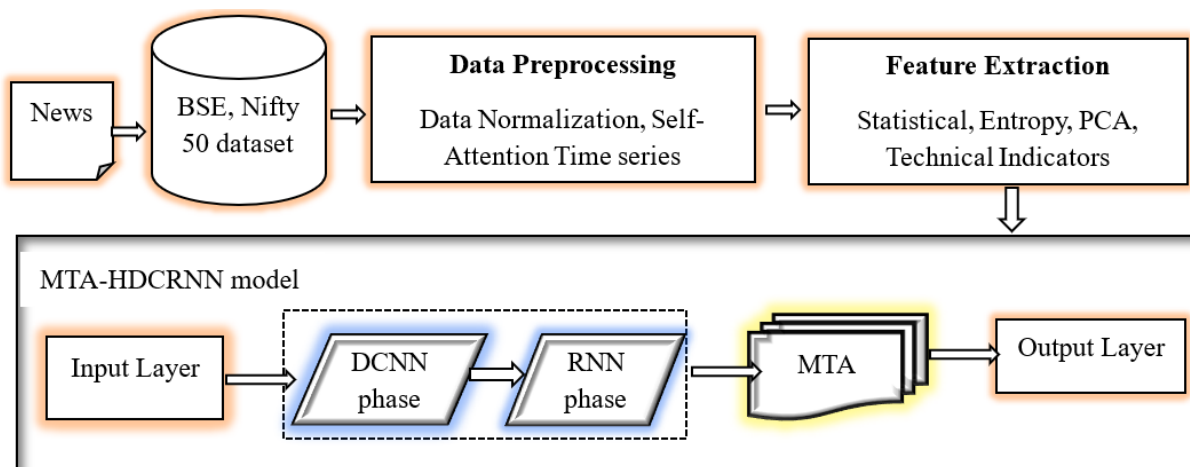 News
BSE, Nifty
50 dataset
Data Preprocessing
Data Normalization, Self-
Attention Time series
Feature Extraction
Statistical, Entropy, PCA,
Technical Indicators
MTA-HDCRNN model
Input Layer
DCNN
phase
RNN
phase
MTA
Output Layer